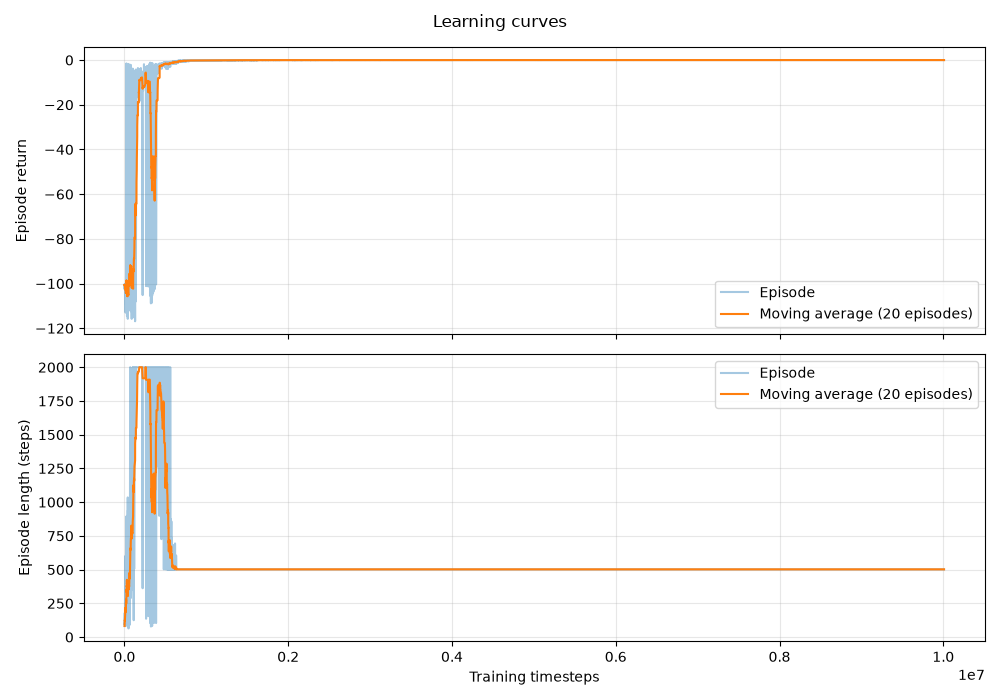 Learning curves
0
−20
−40
−60
−80
−100
−120
Episode return
Episode
Moving average (20 episodes)
2000
1750
1500
1250
1000
750
500
250
0
Episode length (steps)
Episode
Moving average (20 episodes)
0.0 0.2 0.4 0.6 0.8 1.0
1e7
Training timesteps